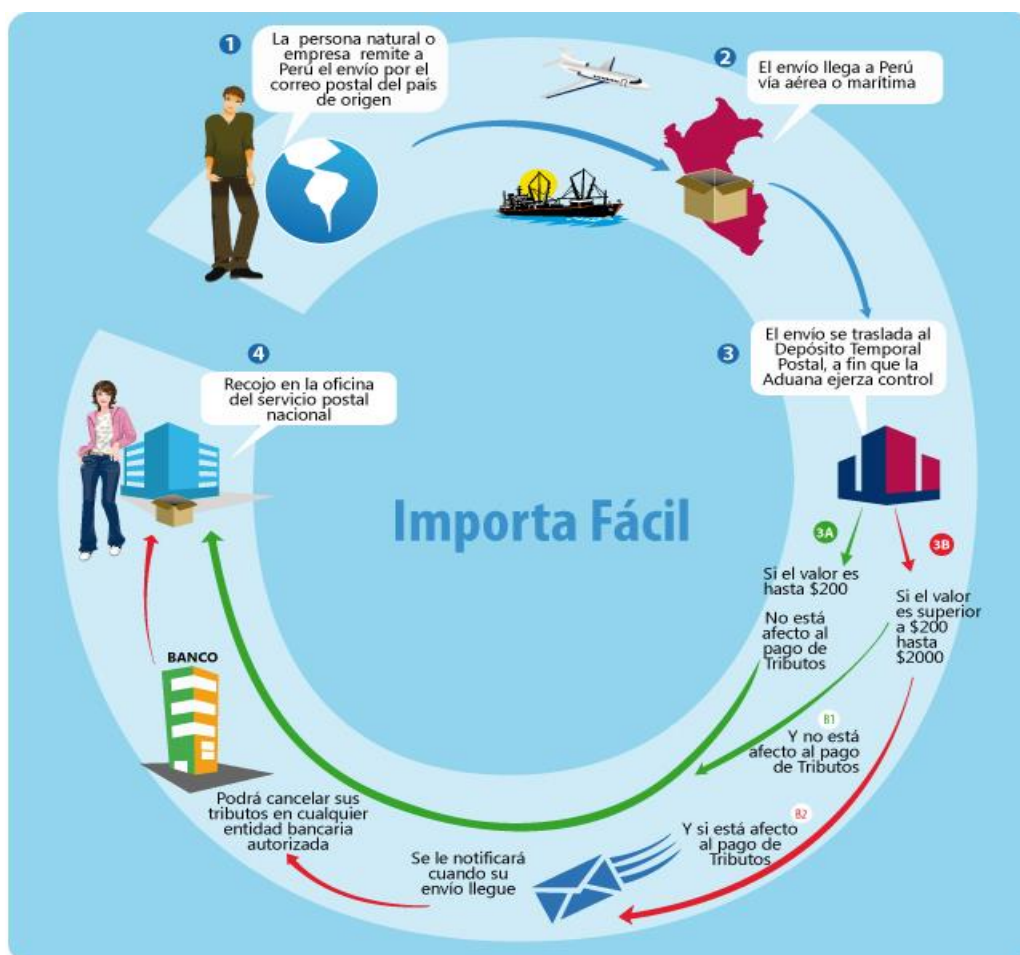 1
La persona natural o
empresa remite a
Perú el envío por el
correo postal del país
de origen
2
El envío llega a Perú
vía aérea o marítima
3
El envío se traslada al
Depósito Temporal
Postal, a fin que la
Aduana ejerza control
4
Recojo en la oficina
del servicio postal
nacional
Importa Fácil
3A
Si el valor es
hasta $200
No está
afecto al
pago de
Tributos
3B
Si el valor
es superior
a $200
hasta
$2000
B1
Y no está
afecto al pago
de Tributos
B2
Y si está afecto
al pago de
Tributos
Se le notificará
cuando su
envío llegue
Podrá cancelar sus
tributos en cualquier
entidad bancaria
autorizada
BANCO